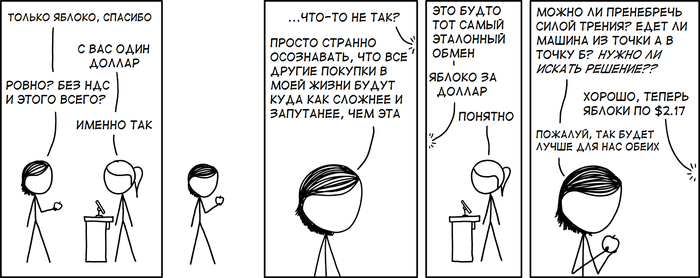 ТОЛЬКО ЯБЛОКО, СПАСИБО
С ВАС ОДИН
ДОЛЛАР
РОВНО? БЕЗ НДС
И ЭТОГО ВСЕГО?
ИМЕННО ТАК
...ЧТО-ТО НЕ ТАК?
ПРОСТО СТРАННО
ОСОЗНАВАТЬ, ЧТО ВСЕ
ДРУГИЕ ПОКУПКИ В
МОЕЙ ЖИЗНИ БУДУТ
КУДА КАК СЛОЖНЕЕ И
ЗАПУТАНЕЕ, ЧЕМ ЭТА
ЭТО БУДТО
ТОТ САМЫЙ
ЭТАЛОННЫЙ
ОБМЕН
ЯБЛОКО ЗА
ДОЛЛАР
ПОНЯТНО
МОЖНО ЛИ ПРЕНЕБРЕЧЬ
СИЛОЙ ТРЕНИЯ? ЕДЕТ ЛИ
МАШИНА ИЗ ТОЧКИ А В
ТОЧКУ Б? НУЖНО ЛИ
ИСКАТЬ РЕШЕНИЕ??
ХОРОШО, ТЕПЕРЬ
ЯБЛОКИ ПО $2.17
ПОЖАЛУЙ, ТАК БУДЕТ
ЛУЧШЕ ДЛЯ НАС ОБЕИХ